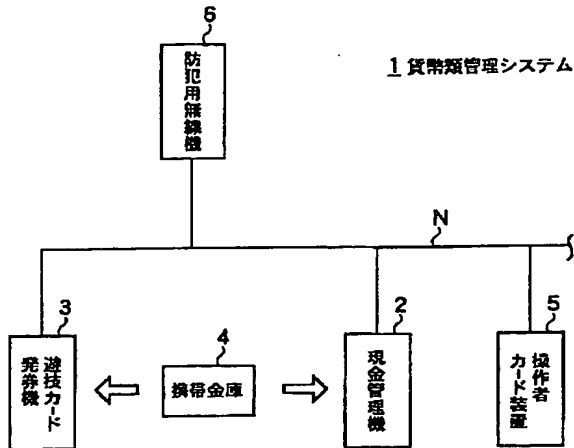 6
防犯用無線機
1 貨幣類管理システム
N
3
遊技カード
発券機
4
携帯金庫
2
現金管理機
5
操作者
カード装置